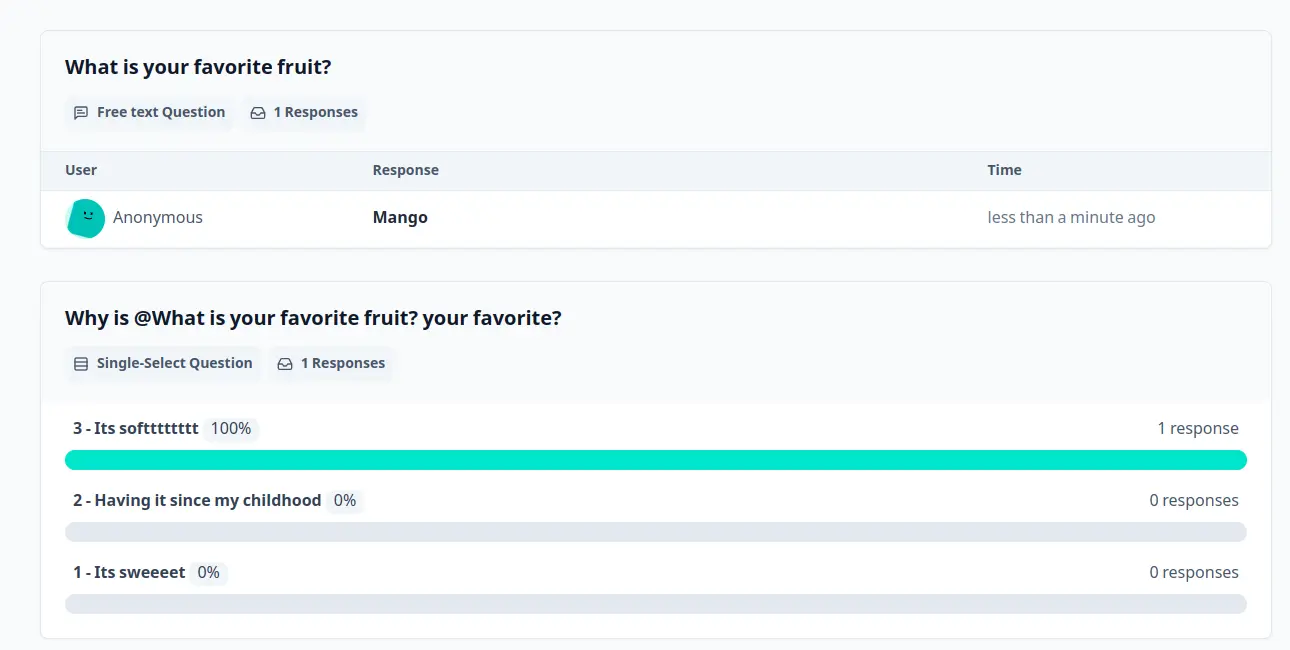 What is your favorite fruit?
Free text Question 1 Responses
User Response Time
Anonymous Mango less than a minute ago
Why is @What is your favorite fruit? your favorite?
Single-Select Question 1 Responses
3 - Its softttttttt 100% 1 response
2 - Having it since my childhood 0% 0 responses
1 - Its sweeeet 0% 0 responses